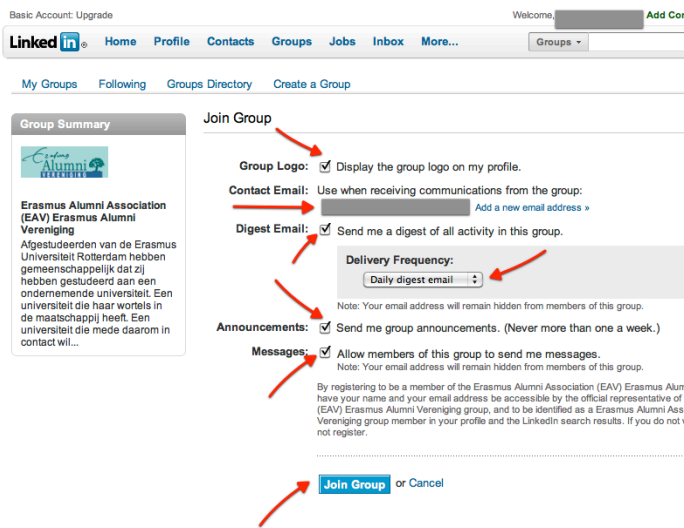 Basic Account: Upgrade
Welcome,
Add Con
Linked in ®
Home Profile Contacts Groups Jobs Inbox More...
Groups
My Groups Following Groups Directory Create a Group
Group Summary
Erasmus
Alumni
VERENIGING
Erasmus Alumni Association
(EAV) Erasmus Alumni
Vereniging
Afgestudeerden van de Erasmus
Universiteit Rotterdam hebben
gemeenschappelijk dat zij
hebben gestudeerd aan een
ondernemende universiteit. Een
universiteit die haar wortels in
de maatschappij heeft. Een
universiteit die mede daarom in
contact wil...
Join Group
Group Logo: Display the group logo on my profile.
Contact Email: Use when receiving communications from the group:
Add a new email address »
Digest Email: Send me a digest of all activity in this group.
Delivery Frequency:
Daily digest email
Note: Your email address will remain hidden from members of this group.
Announcements: Send me group announcements. (Never more than one a week.)
Messages: Allow members of this group to send me messages.
Note: Your email address will remain hidden from members of this group.
By registering to be a member of the Erasmus Alumni Association (EAV) Erasmus Alum
have your name and your email address be accessible by the official representative of
(EAV) Erasmus Alumni Vereniging group, and to be identified as a Erasmus Alumni Ass
Vereniging group member in your profile and the LinkedIn search results. If you do not
not register.
Join Group or Cancel